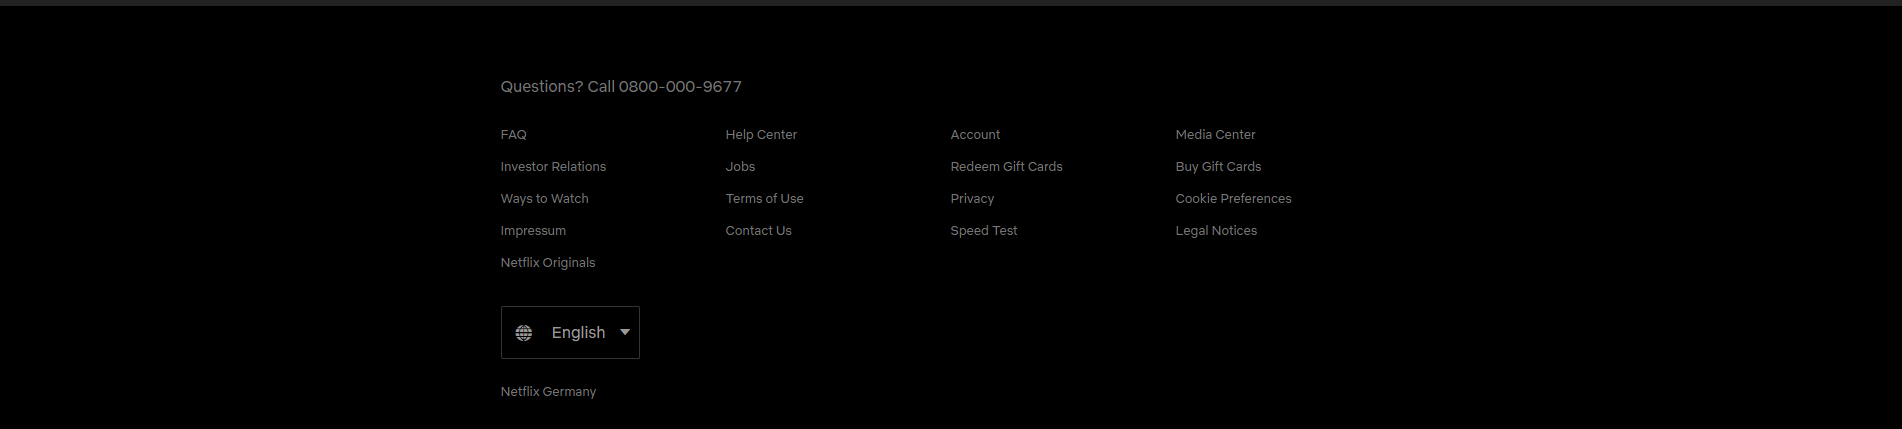 Questions? Call 0800-000-9677
FAQ Help Center Account Media Center
Investor Relations Jobs Redeem Gift Cards Buy Gift Cards
Ways to Watch Terms of Use Privacy Cookie Preferences
Impressum Contact Us Speed Test Legal Notices
Netflix Originals
English
Netflix Germany